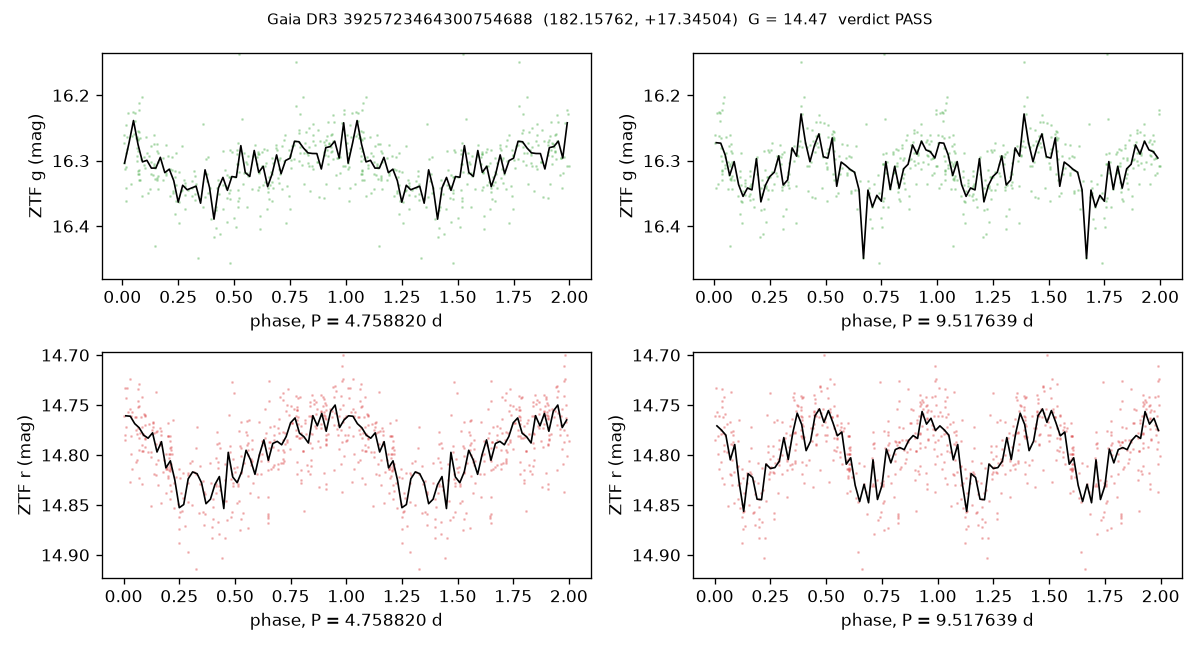 Gaia DR3 3925723464300754688 (182.15762, +17.34504) G = 14.47 verdict PASS
ZTF g (mag)
16.2
16.3
16.4
0.00 0.25 0.50 0.75 1.00 1.25 1.50 1.75 2.00
phase, P = 4.758820 d
ZTF g (mag)
16.2
16.3
16.4
0.00 0.25 0.50 0.75 1.00 1.25 1.50 1.75 2.00
phase, P = 9.517639 d
ZTF r (mag)
14.70
14.75
14.80
14.85
14.90
0.00 0.25 0.50 0.75 1.00 1.25 1.50 1.75 2.00
phase, P = 4.758820 d
ZTF r (mag)
14.70
14.75
14.80
14.85
14.90
0.00 0.25 0.50 0.75 1.00 1.25 1.50 1.75 2.00
phase, P = 9.517639 d